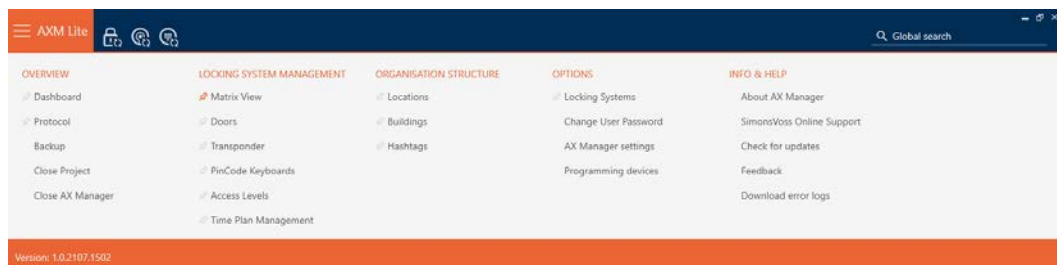 AXM Lite
Global search
OVERVIEW
Dashboard
Protocol
Backup
Close Project
Close AX Manager
LOCKING SYSTEM MANAGEMENT
Matrix View
Doors
Transponder
PinCode Keyboards
Access Levels
Time Plan Management
ORGANISATION STRUCTURE
Locations
Buildings
Hashtags
OPTIONS
Locking Systems
Change User Password
AX Manager settings
Programming devices
INFO & HELP
About AX Manager
SimonsVoss Online Support
Check for updates
Feedback
Download error logs
Version: 1.0.2107.1502